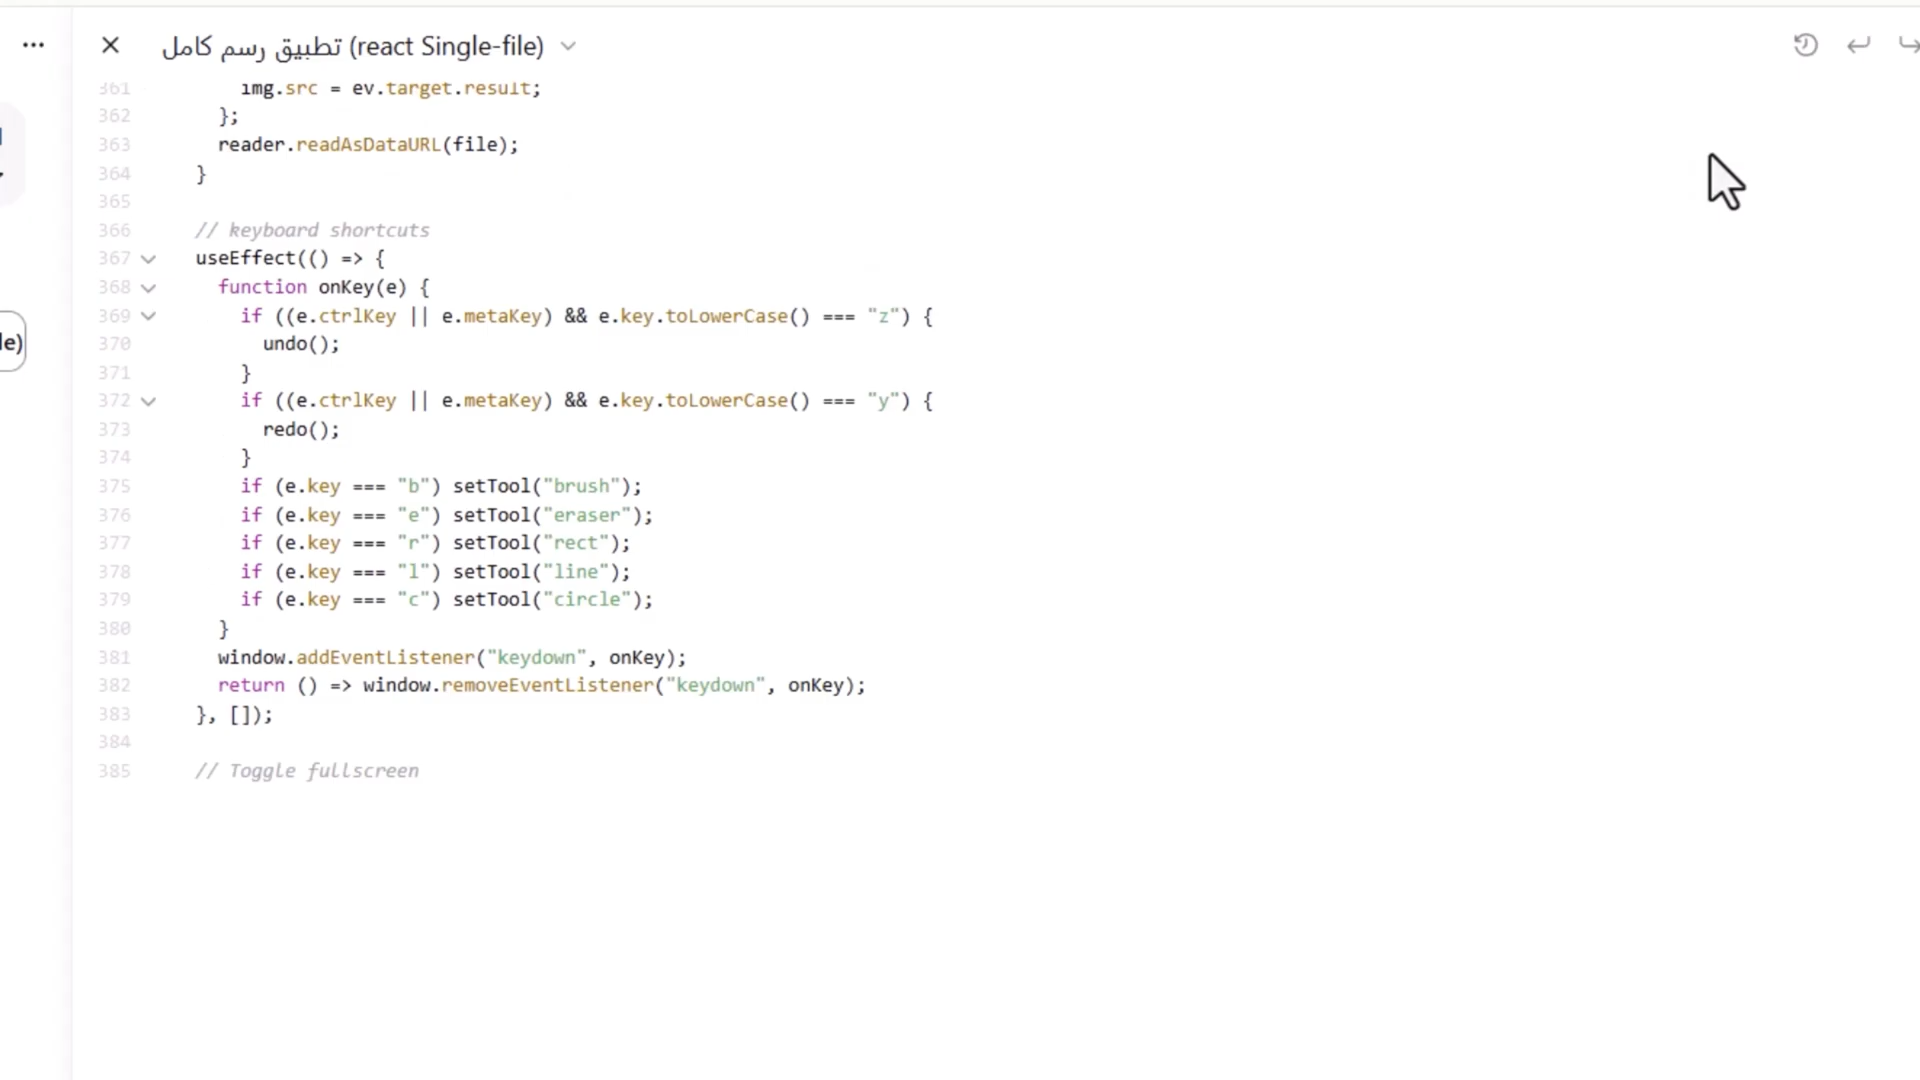 تطبيق رسم كامل (react Single-file)
361 img.src = ev.target.result;
362 };
363 reader.readAsDataURL(file);
364 }
365
366 // keyboard shortcuts
367 useEffect(() => {
368 function onKey(e) {
369 if ((e.ctrlKey || e.metaKey) && e.key.toLowerCase() === "z") {
370 undo();
371 }
372 if ((e.ctrlKey || e.metaKey) && e.key.toLowerCase() === "y") {
373 redo();
374 }
375 if (e.key === "b") setTool("brush");
376 if (e.key === "e") setTool("eraser");
377 if (e.key === "r") setTool("rect");
378 if (e.key === "l") setTool("line");
379 if (e.key === "c") setTool("circle");
380 }
381 window.addEventListener("keydown", onKey);
382 return () => window.removeEventListener("keydown", onKey);
383 }, []);
384
385 // Toggle fullscreen
le)